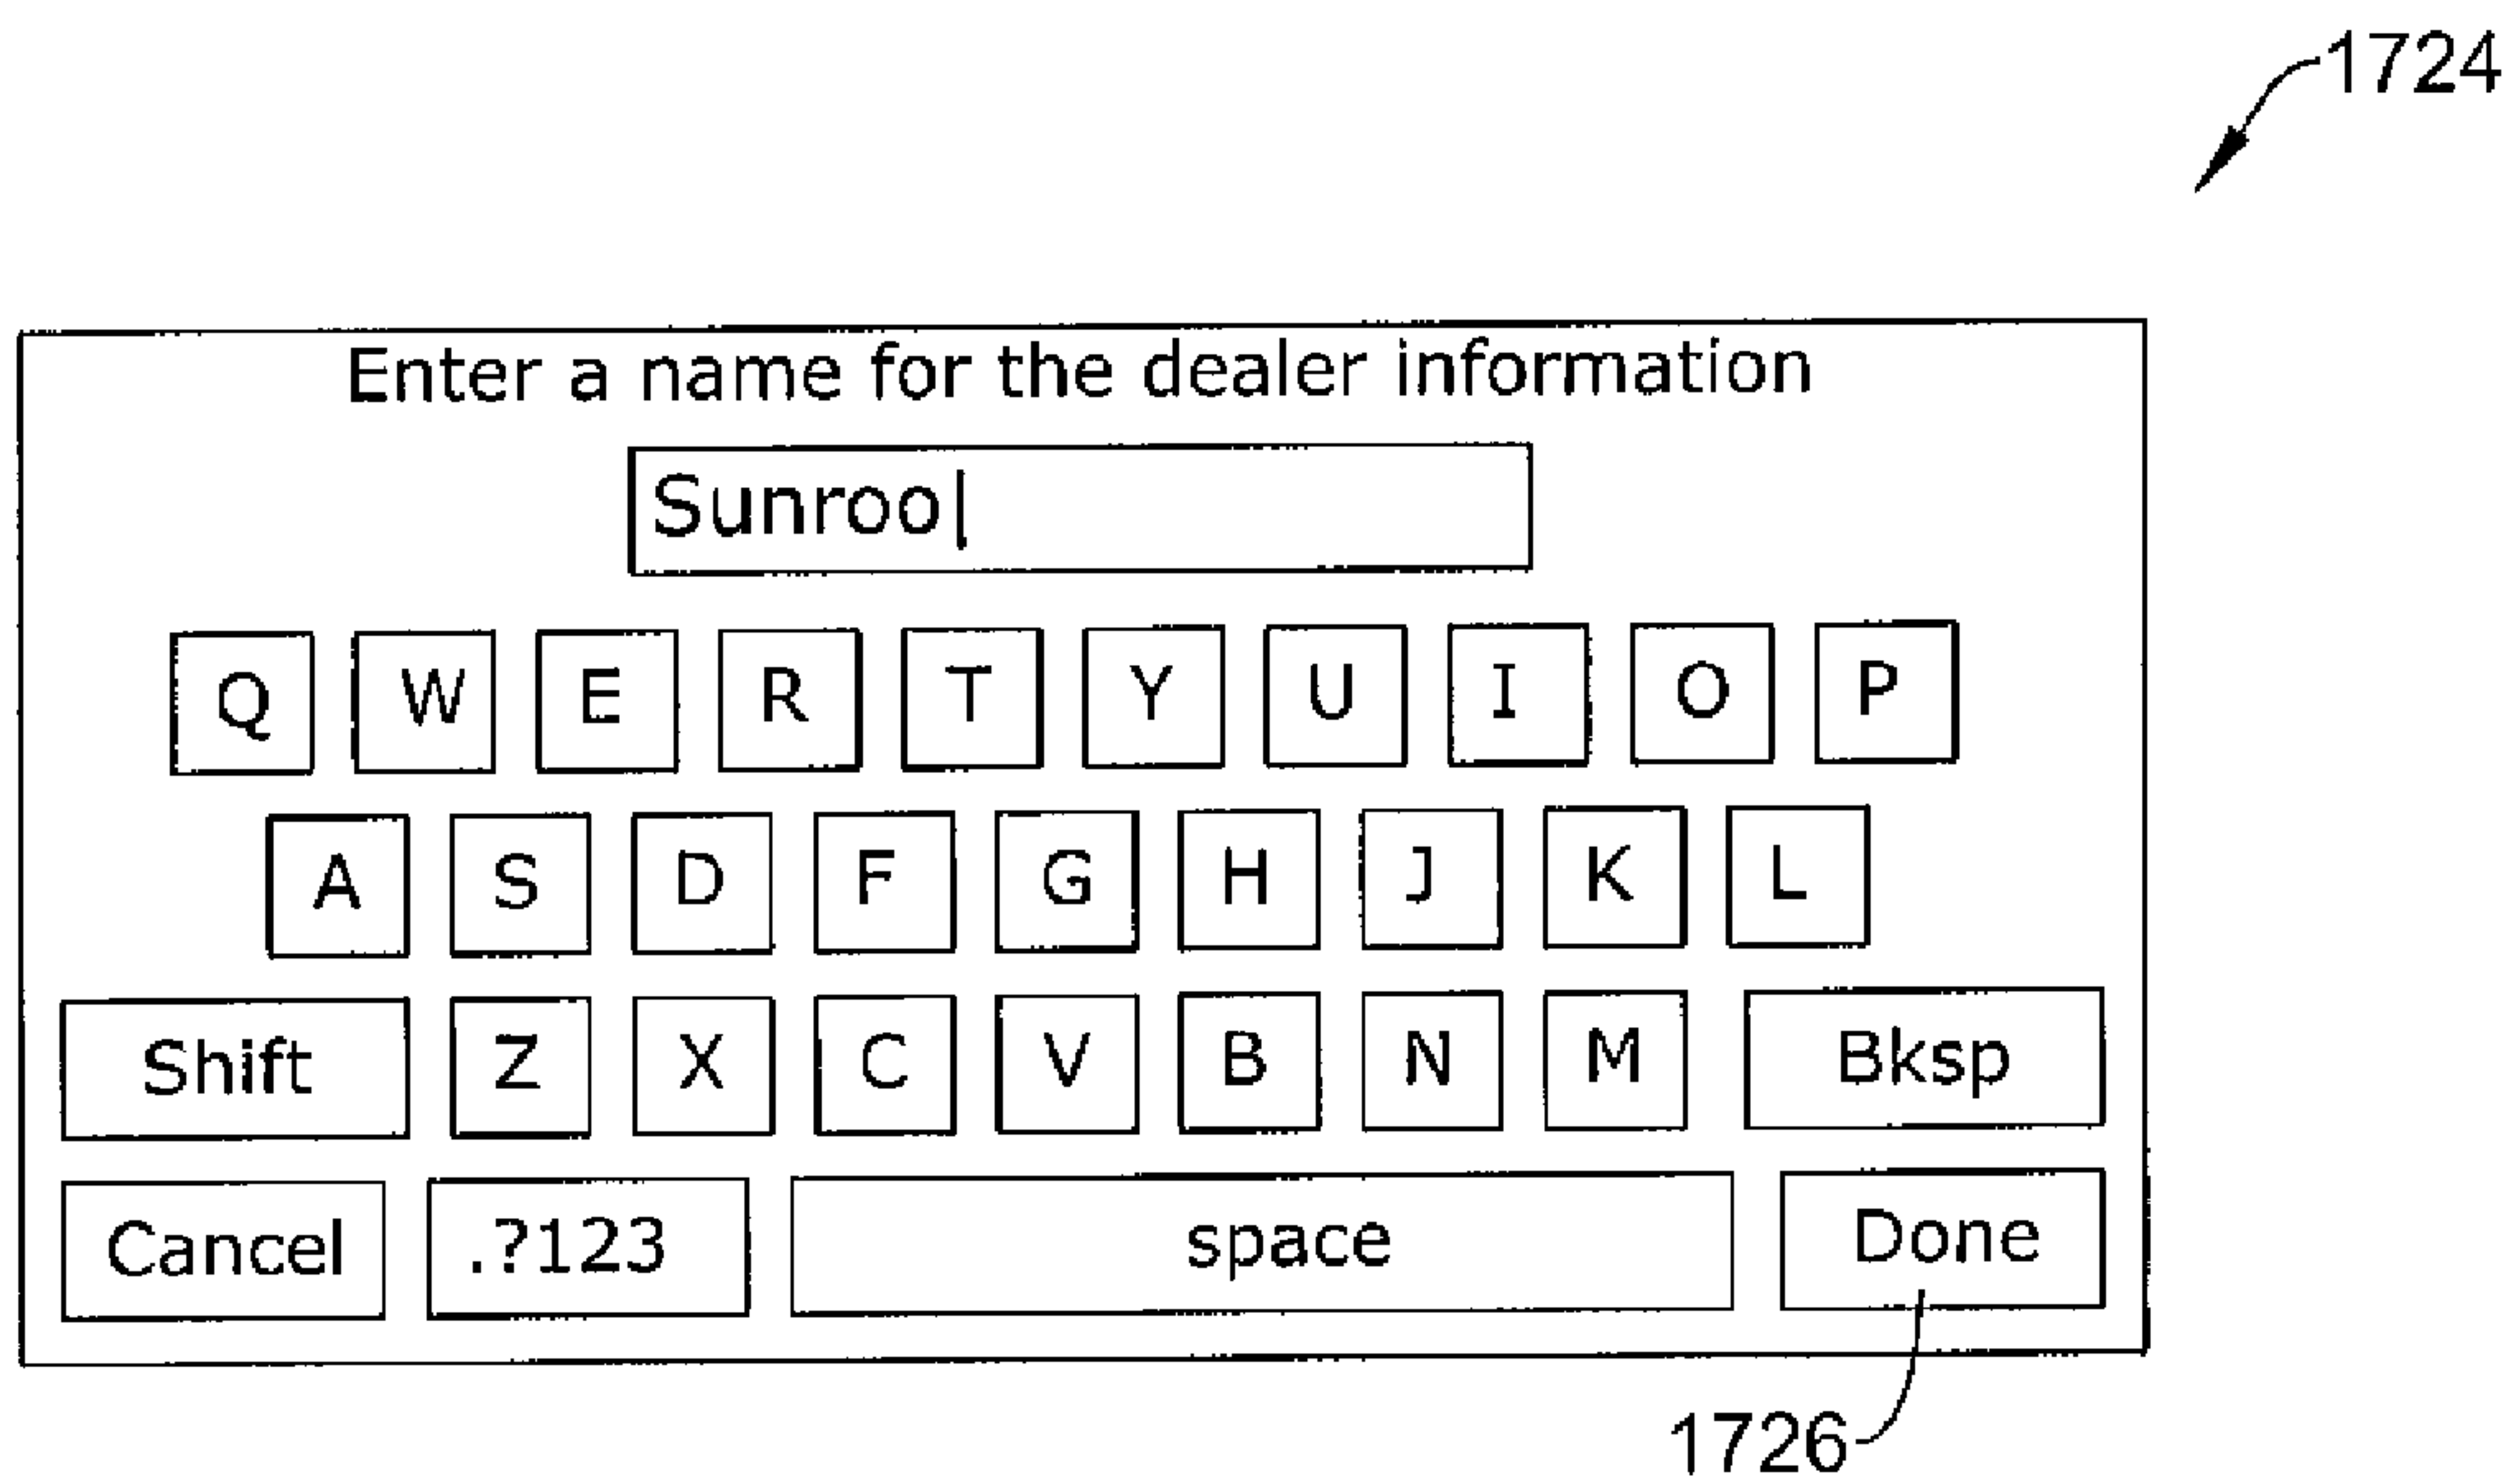 1724
Enter a name for the dealer information
Sunroo
Q W E R T Y U I O P
A S D F G H J K L
Shift Z X C V B N M Bksp
Cancel .?123 space Done
1726